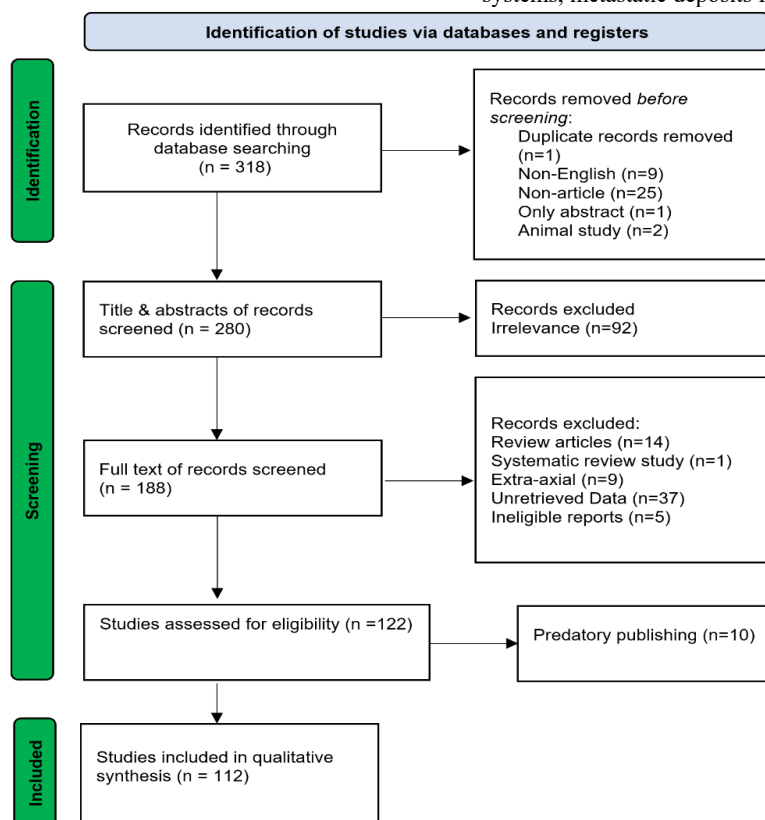 systems, metastatic deposits
Identification of studies via databases and registers
Identification
Records identified through
database searching
(n = 318)
Records removed before
screening:
Duplicate records removed
(n=1)
Non-English (n=9)
Non-article (n=25)
Only abstract (n=1)
Animal study (n=2)
Screening
Title & abstracts of records
screened (n = 280)
Records excluded
Irrelevance (n=92)
Full text of records screened
(n = 188)
Records excluded:
Review articles (n=14)
Systematic review study (n=1)
Extra-axial (n=9)
Unretrieved Data (n=37)
Ineligible reports (n=5)
Studies assessed for eligibility (n =122)
Predatory publishing (n=10)
Included
Studies included in qualitative
synthesis (n = 112)